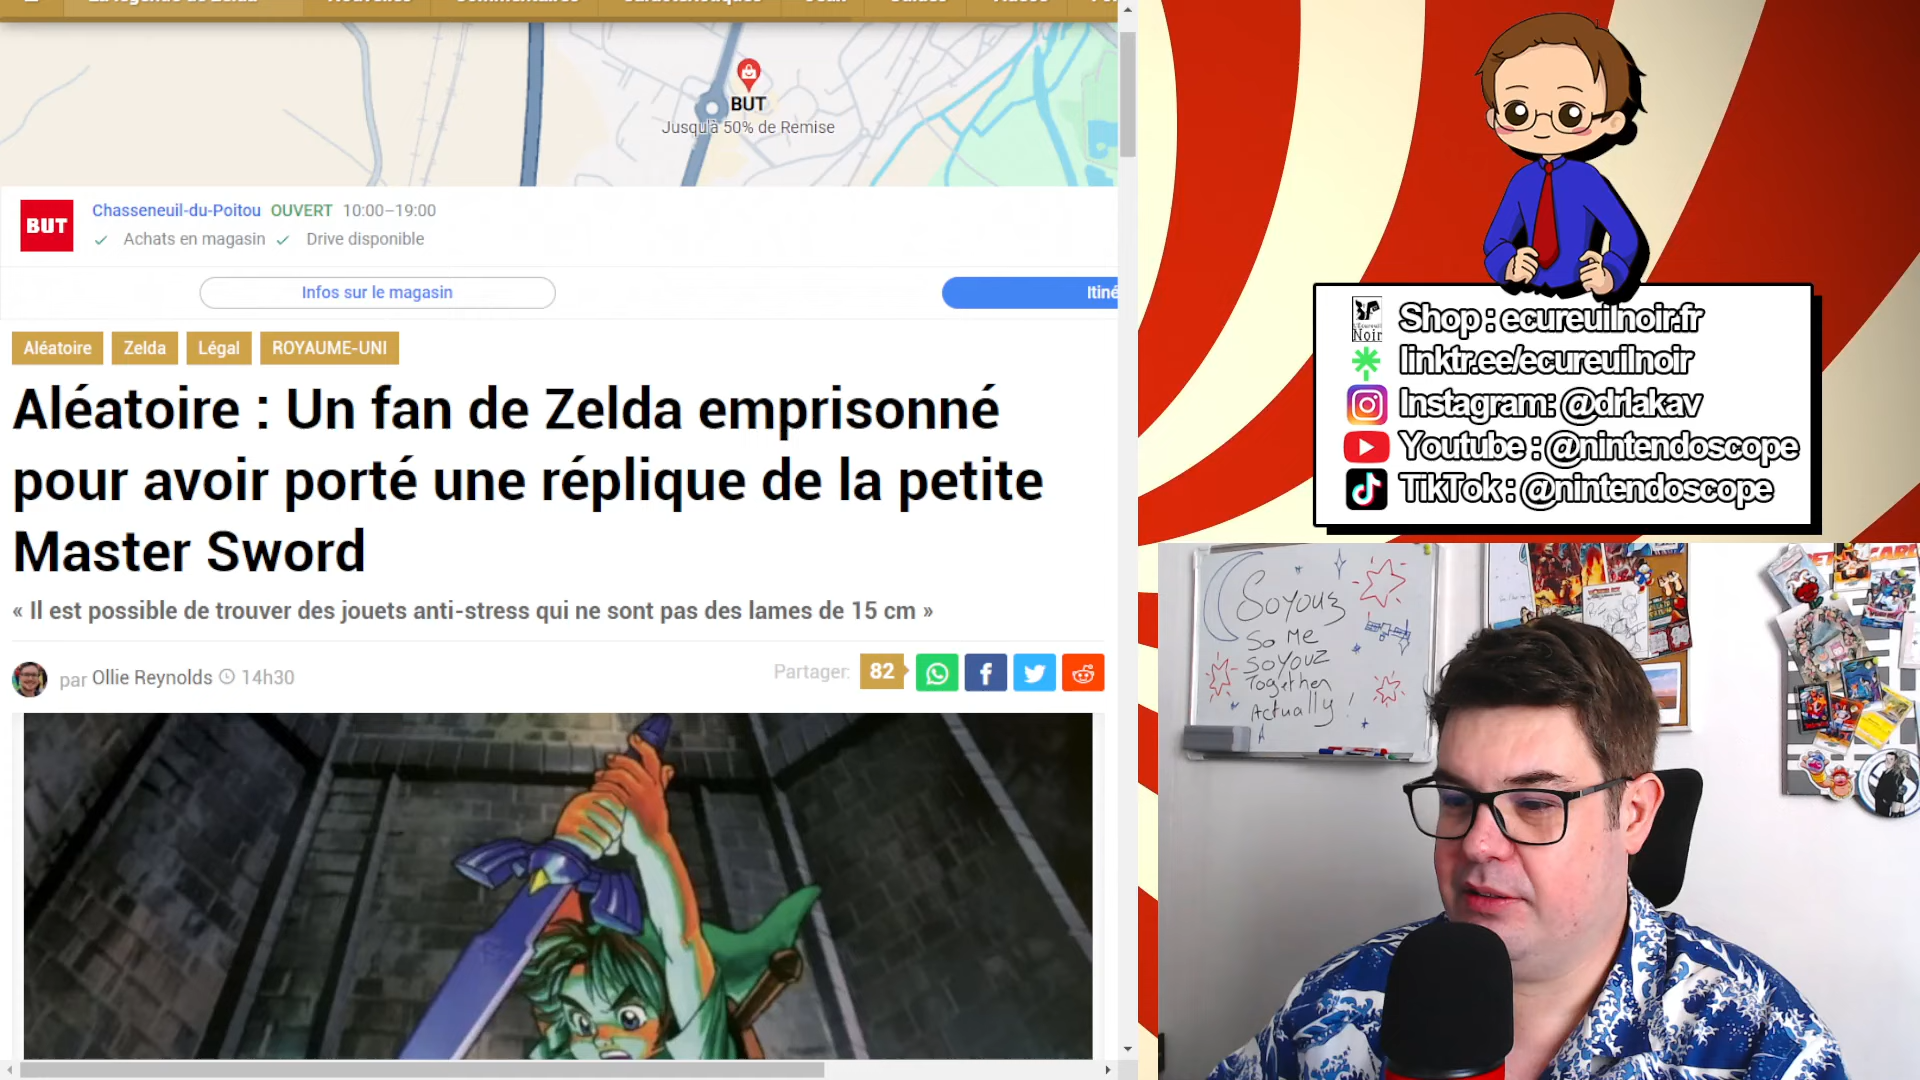 BUT
Jusqu'à 50% de Remise
BUT
Chasseneuil-du-Poitou OUVERT 10:00–19:00
Achats en magasin Drive disponible
Infos sur le magasin
Itiné
Aléatoire Zelda Légal ROYAUME-UNI
Aléatoire : Un fan de Zelda emprisonné
pour avoir porté une réplique de la petite
Master Sword
« Il est possible de trouver des jouets anti-stress qui ne sont pas des lames de 15 cm »
par Ollie Reynolds 14h30
Partager: 82
Noir
Shop : ecureuilnoir.fr
linktr.ee/ecureuilnoir
Instagram: @drlakav
Youtube : @nintendoscope
TikTok : @nintendoscope
Soyouz
So Me
SoYouz
Together
Actually !